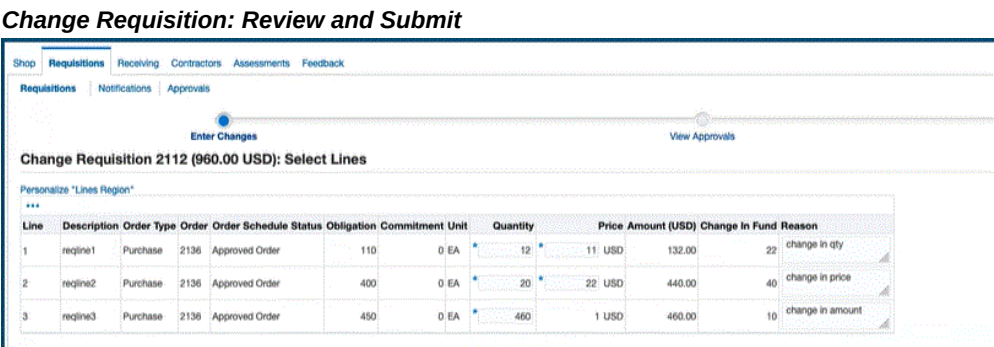 Change Requisition: Review and Submit
Shop Requisitions Receiving Contractors Assessments Feedback
Requisitions Notifications Approvals
Enter Changes View Approvals
Change Requisition 2112 (960.00 USD): Select Lines
Personalize "Lines Region"
Line Description Order Type Order Order Schedule Status Obligation Commitment Unit Quantity Price Amount (USD) Change In Fund Reason
1 reqline1 Purchase 2136 Approved Order 110 0 EA * 12 * 11 USD 132.00 22 change in qty
2 reqline2 Purchase 2136 Approved Order 400 0 EA * 20 * 22 USD 440.00 40 change in price
3 reqline3 Purchase 2136 Approved Order 450 0 EA * 460 1 USD 460.00 10 change in amount